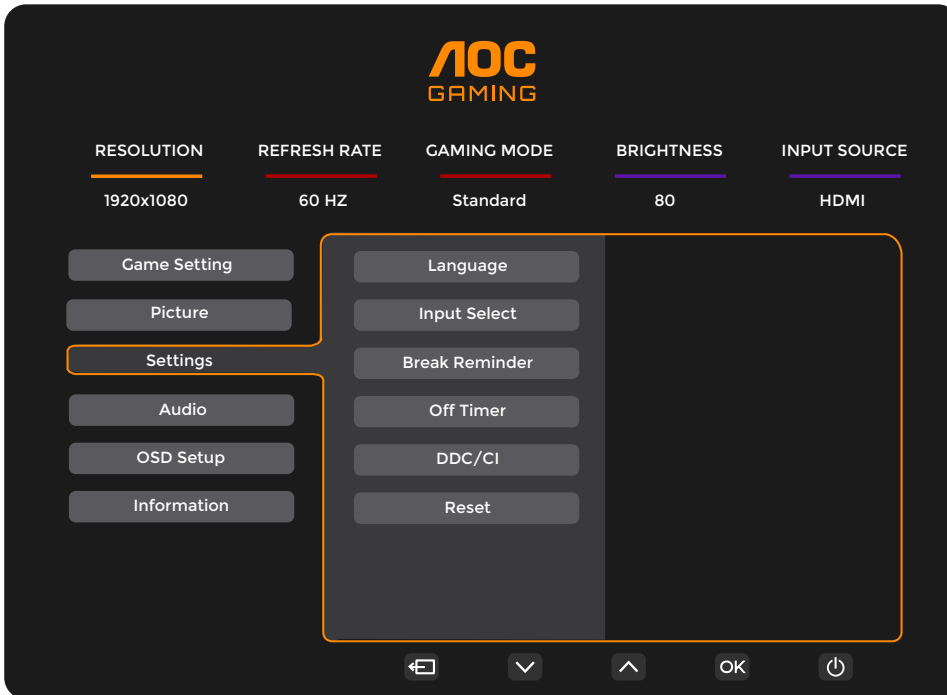 AOC
GAMING
RESOLUTION REFRESH RATE GAMING MODE BRIGHTNESS INPUT SOURCE
1920x1080 60 HZ Standard 80 HDMI
Game Setting
Picture
Settings
Audio
OSD Setup
Information
Language
Input Select
Break Reminder
Off Timer
DDC/CI
Reset
OK